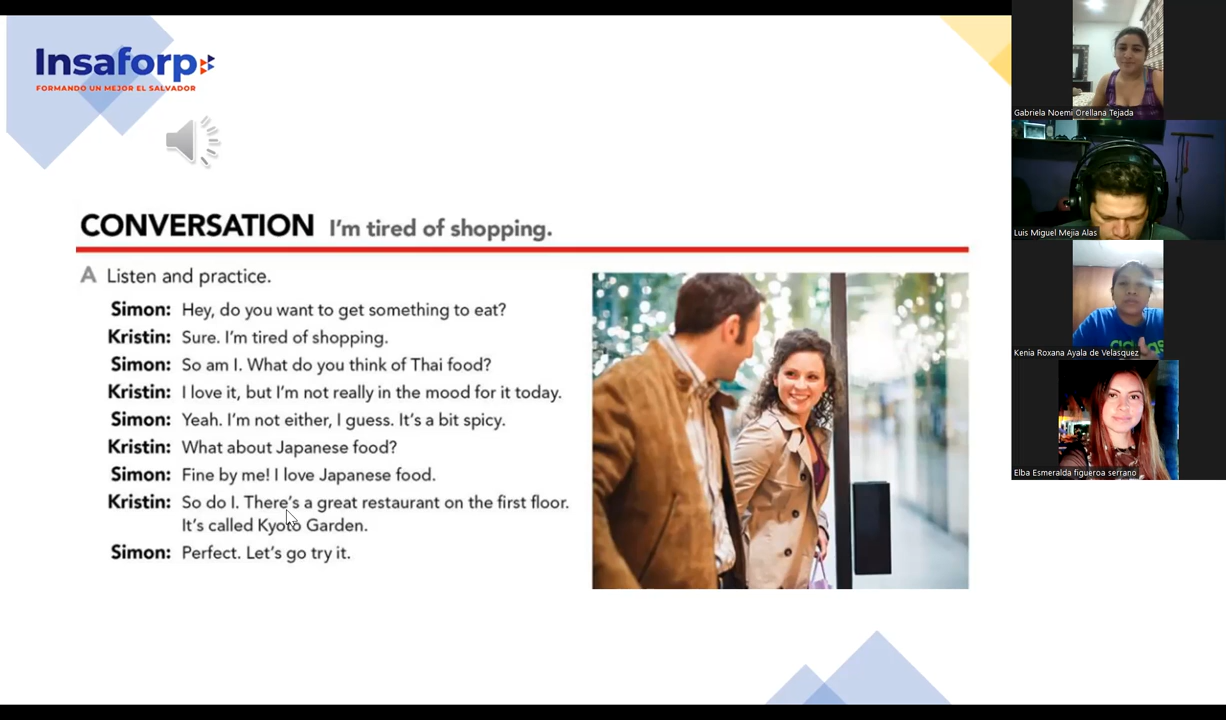 Insaforp
FORMANDO UN MEJOR EL SALVADOR
CONVERSATION I'm tired of shopping.
A Listen and practice.
Simon: Hey, do you want to get something to eat?
Kristin: Sure. I'm tired of shopping.
Simon: So am I. What do you think of Thai food?
Kristin: I love it, but I'm not really in the mood for it today.
Simon: Yeah. I'm not either, I guess. It's a bit spicy.
Kristin: What about Japanese food?
Simon: Fine by me! I love Japanese food.
Kristin: So do I. There's a great restaurant on the first floor.
It's called Kyoto Garden.
Simon: Perfect. Let's go try it.
Gabriela Noemi Orellana Tejada
Luis Miguel Mejia Alas
Kenia Roxana Ayala de Velasquez
Elba Esmeralda figueroa serrano